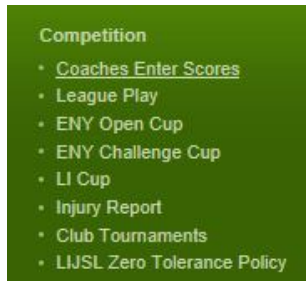 Competition
Coaches Enter Scores
League Play
ENY Open Cup
ENY Challenge Cup
LI Cup
Injury Report
Club Tournaments
LIJSL Zero Tolerance Policy